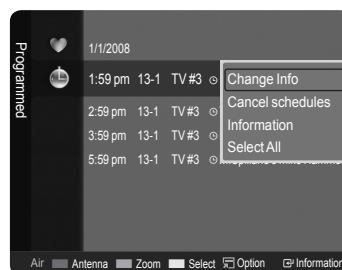 Programmed
1/1/2008
1:59 pm 13-1 TV #3
2:59 pm 13-1 TV #3
3:59 pm 13-1 TV #3
5:59 pm 13-1 TV #3
Change Info
Cancel schedules
Information
Select All
Air Antenna Zoom Select Option Information